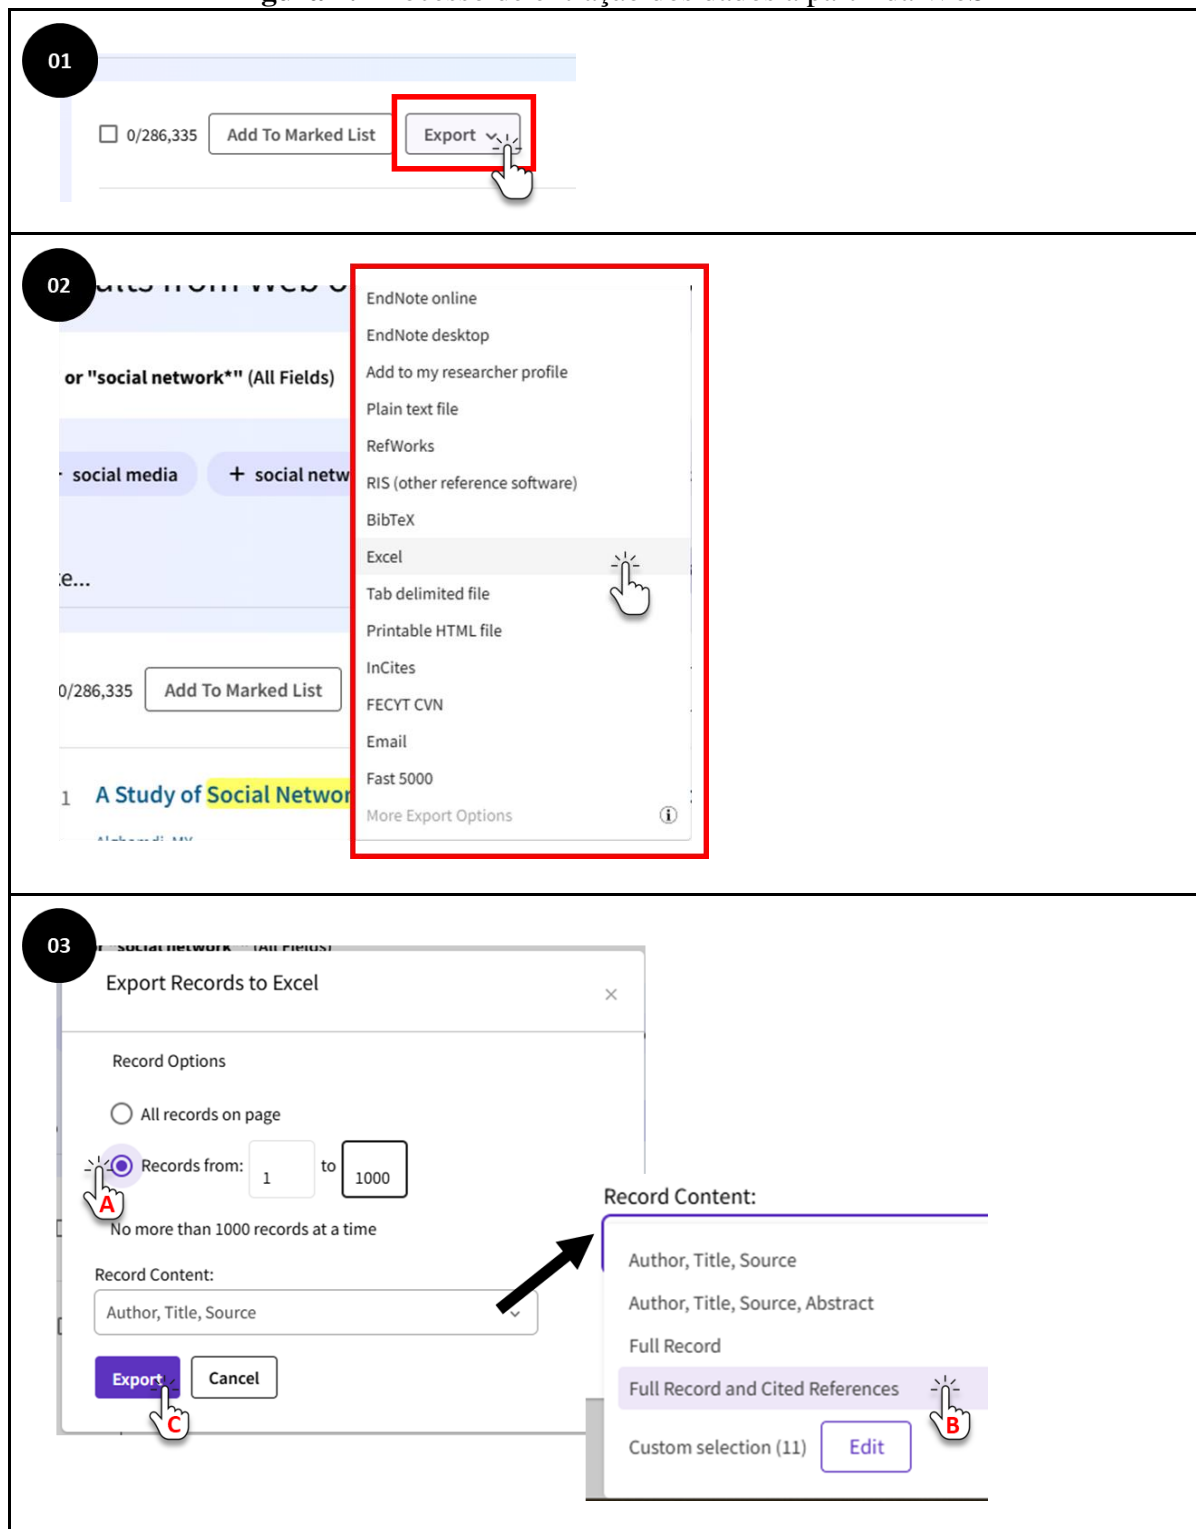 01
0/286,335 Add To Marked List Export
02
or "social network*" (All Fields)
social media + social netw
0/286,335 Add To Marked List
1 A Study of Social Networ
EndNote online
EndNote desktop
Add to my researcher profile
Plain text file
RefWorks
RIS (other reference software)
BibTeX
Excel
Tab delimited file
Printable HTML file
InCites
FECYT CVN
Email
Fast 5000
More Export Options
03
Export Records to Excel
Record Options
All records on page
Records from: 1 to 1000
A
No more than 1000 records at a time
Record Content:
Author, Title, Source
Export Cancel
C
Record Content:
Author, Title, Source
Author, Title, Source, Abstract
Full Record
Full Record and Cited References
B
Custom selection (11) Edit